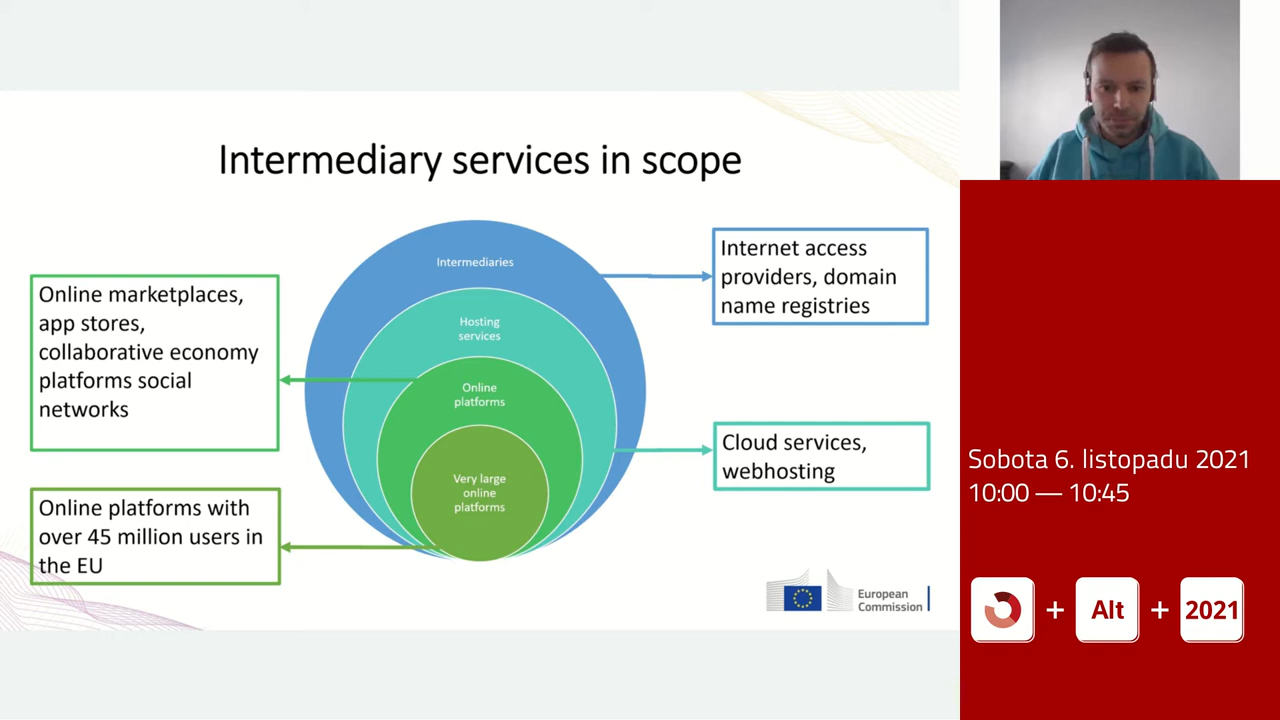 Intermediary services in scope
Intermediaries
Hosting
services
Online
platforms
Very large
online
platforms
Online marketplaces,
app stores,
collaborative economy
platforms social
networks
Online platforms with
over 45 million users in
the EU
Internet access
providers, domain
name registries
Cloud services,
webhosting
European
Commission
Sobota 6. listopadu 2021
10:00 — 10:45
+ Alt + 2021